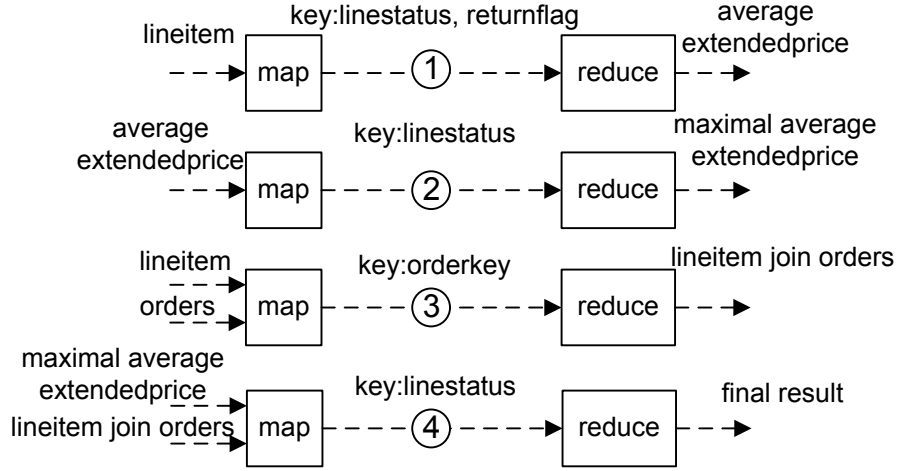 key:linestatus, returnflag
average
extendedprice
lineitem
map
1
reduce
average
extendedprice
key:linestatus
maximal average
extendedprice
map
2
reduce
lineitem
orders
key:orderkey
lineitem join orders
map
3
reduce
maximal average
extendedprice
lineitem join orders
key:linestatus
final result
map
4
reduce